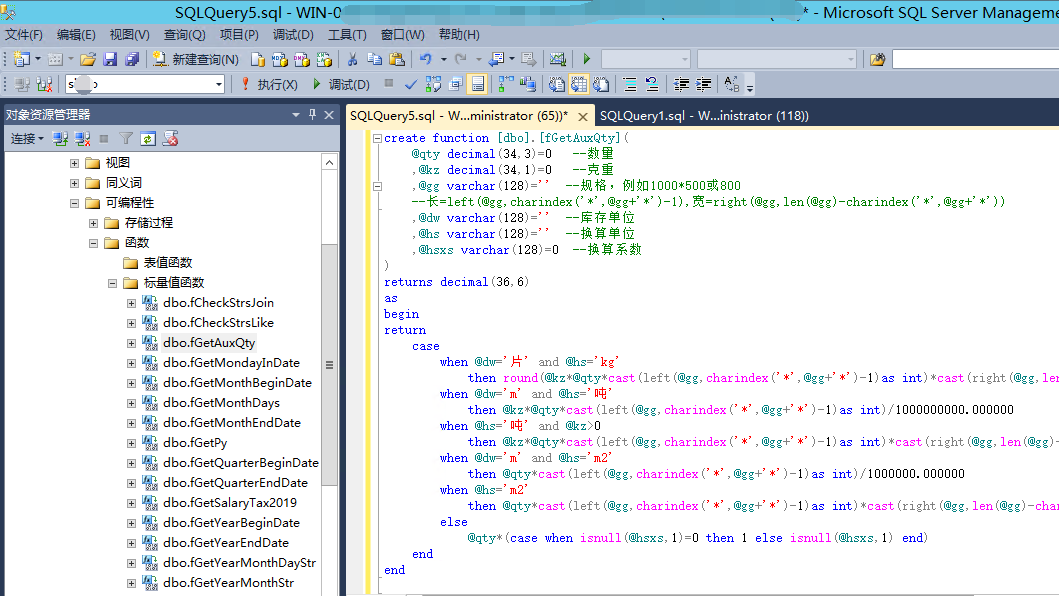 SQLQuery5.sql - WIN-0
* - Microsoft SQL Server Manageme
文件(F) 编辑(E) 视图(V) 查询(Q) 项目(P) 调试(D) 工具(T) 窗口(W) 帮助(H)
新建查询(N)
执行(X) 调试(D)
对象资源管理器
连接
视图
同义词
可编程性
存储过程
函数
表值函数
标量值函数
dbo.fCheckStrsJoin
dbo.fCheckStrsLike
dbo.fGetAuxQty
dbo.fGetMondayInDate
dbo.fGetMonthBeginDate
dbo.fGetMonthDays
dbo.fGetMonthEndDate
dbo.fGetPy
dbo.fGetQuarterBeginDate
dbo.fGetQuarterEndDate
dbo.fGetSalaryTax2019
dbo.fGetYearBeginDate
dbo.fGetYearEndDate
dbo.fGetYearMonthDayStr
dbo.fGetYearMonthStr
SQLQuery5.sql - W...ministrator (65))* SQLQuery1.sql - W...inistrator (118))
create function [dbo].[fGetAuxQty](
@qty decimal(34,3)=0 --数量
,@kz decimal(34,1)=0 --克重
,@gg varchar(128)='' --规格，例如1000*500或800
--长=left(@gg,charindex('*',@gg+'*')-1),宽=right(@gg,len(@gg)-charindex('*',@gg+'*'))
,@dw varchar(128)='' --库存单位
,@hs varchar(128)='' --换算单位
,@hsxs varchar(128)=0 --换算系数
)
returns decimal(36,6)
as
begin
return
case
when @dw='片' and @hs='kg'
then round(@kz*@qty*cast(left(@gg,charindex('*',@gg+'*')-1)as int)*cast(right(@gg,len
when @dw='m' and @hs='吨'
then @kz*@qty*cast(left(@gg,charindex('*',@gg+'*')-1)as int)/1000000000.000000
when @hs='吨' and @kz>0
then @kz*@qty*cast(left(@gg,charindex('*',@gg+'*')-1)as int)*cast(right(@gg,len(@gg)-
when @dw='m' and @hs='m2'
then @qty*cast(left(@gg,charindex('*',@gg+'*')-1)as int)/1000000.000000
when @hs='m2'
then @qty*cast(left(@gg,charindex('*',@gg+'*')-1)as int)*cast(right(@gg,len(@gg)-char
else
@qty*(case when isnull(@hsxs,1)=0 then 1 else isnull(@hsxs,1) end)
end
end